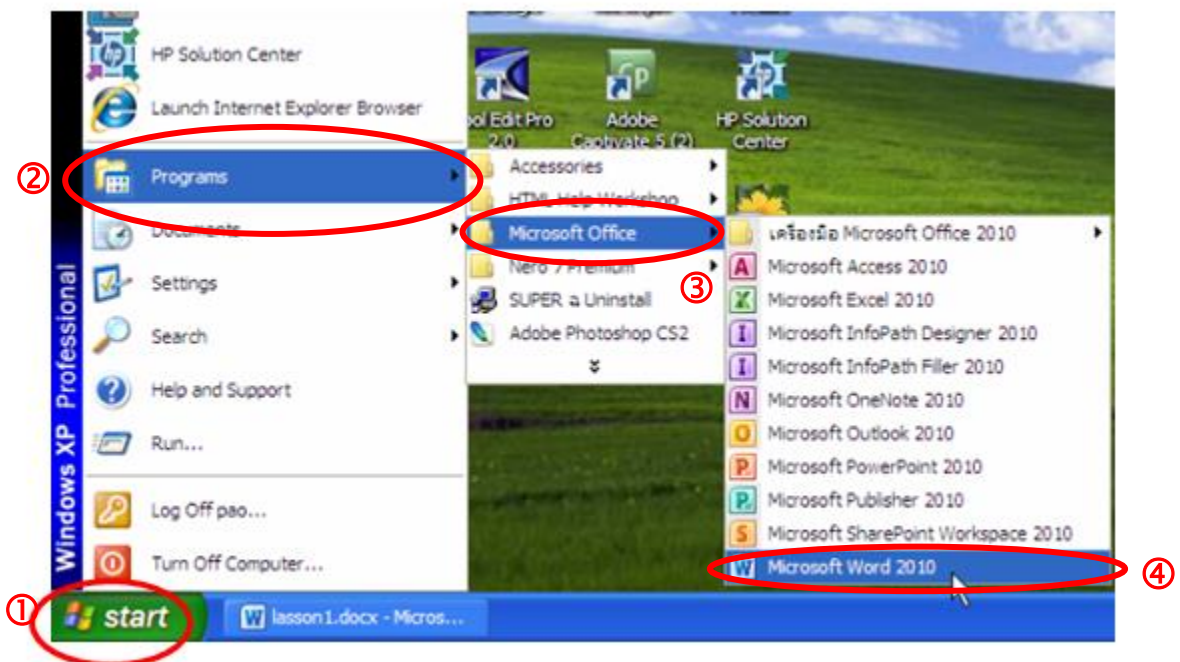 HP Solution Center
Launch Internet Explorer Browser
② Programs
Documents
Settings
Search
Help and Support
Run...
Log Off pao...
Turn Off Computer...
Windows XP Professional
① start
lasson1.docx - Micros...
ol Edit Pro
2.0
Adobe
Captivate 5 (2)
HP Solution
Center
Accessories
HTML Help Workshop
Microsoft Office
③
Nero 7 Premium
SUPER ฉ Uninstall
Adobe Photoshop CS2
เครื่องมือ Microsoft Office 2010
Microsoft Access 2010
Microsoft Excel 2010
Microsoft InfoPath Designer 2010
Microsoft InfoPath Filler 2010
Microsoft OneNote 2010
Microsoft Outlook 2010
Microsoft PowerPoint 2010
Microsoft Publisher 2010
Microsoft SharePoint Workspace 2010
Microsoft Word 2010 ④